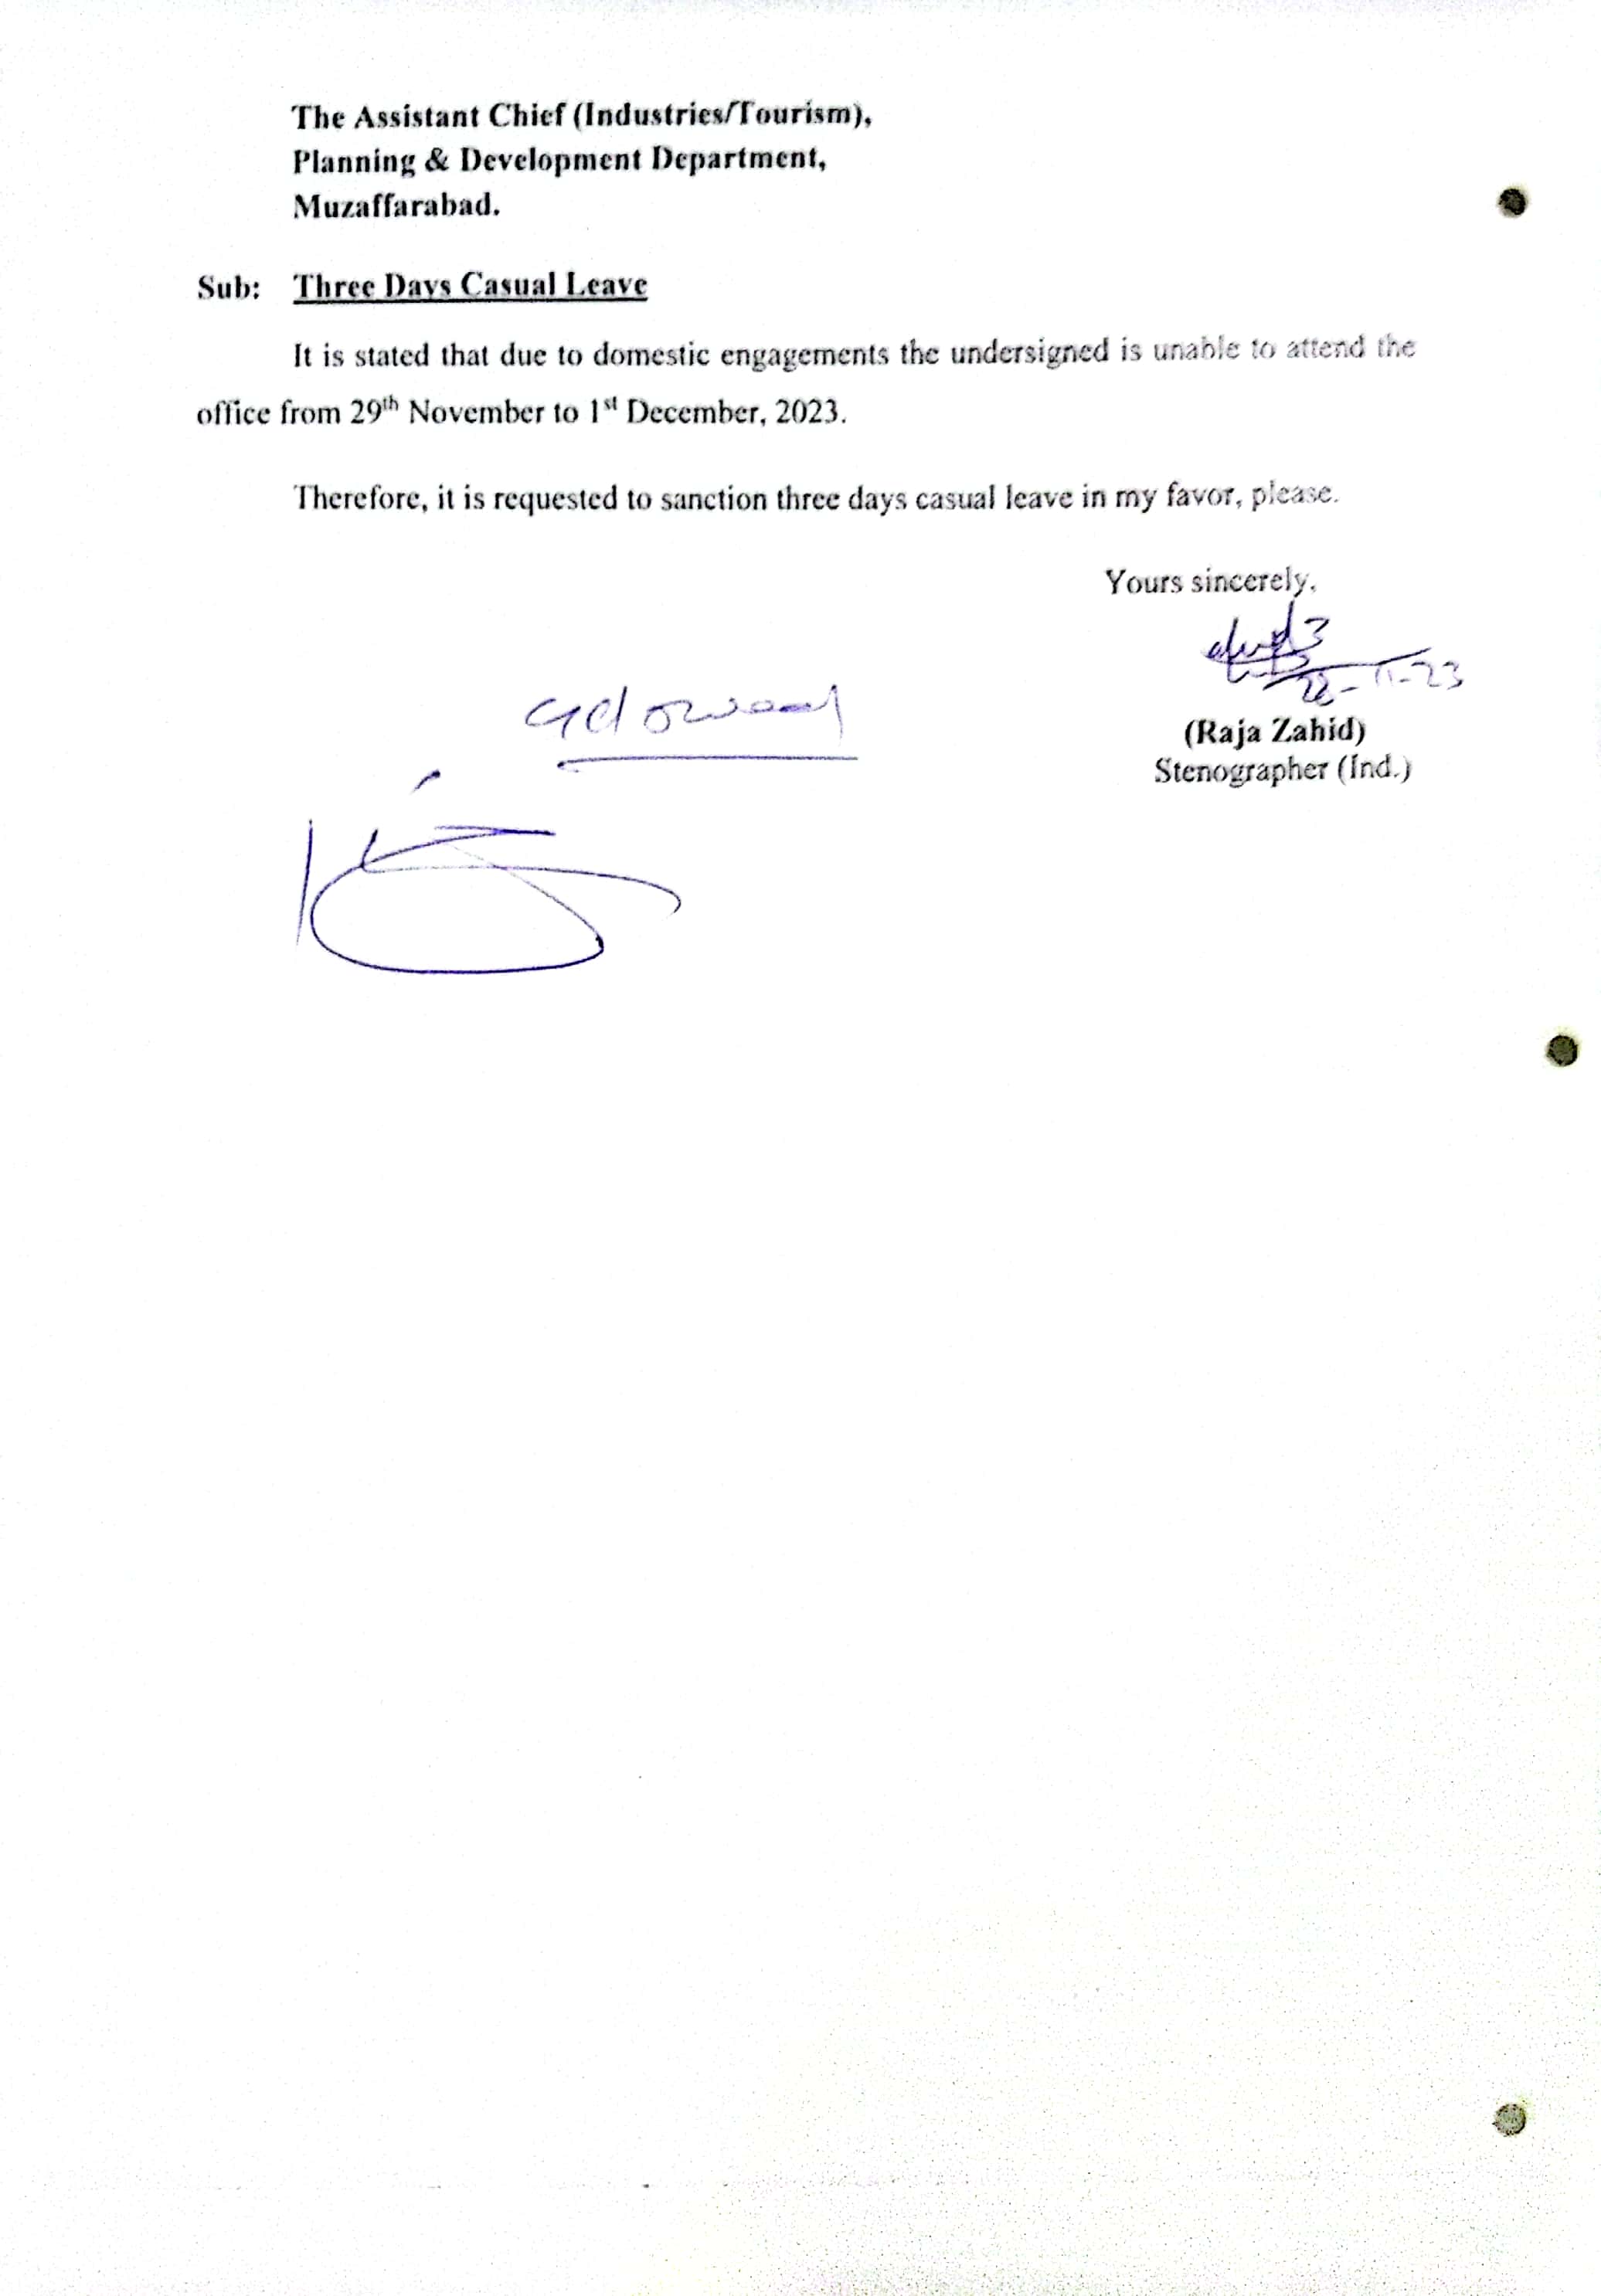 The Assistant Chief (Industries/Tourism),
Planning & Development Department,
Muzaffarabad.
Sub: Three Days Casual Leave
It is stated that due to domestic engagements the undersigned is unable to attend the
office from 29th November to 1st December, 2023.
Therefore, it is requested to sanction three days casual leave in my favor, please.
Yours sincerely,
28-11-23
(Raja Zahid)
Stenographer (Ind.)